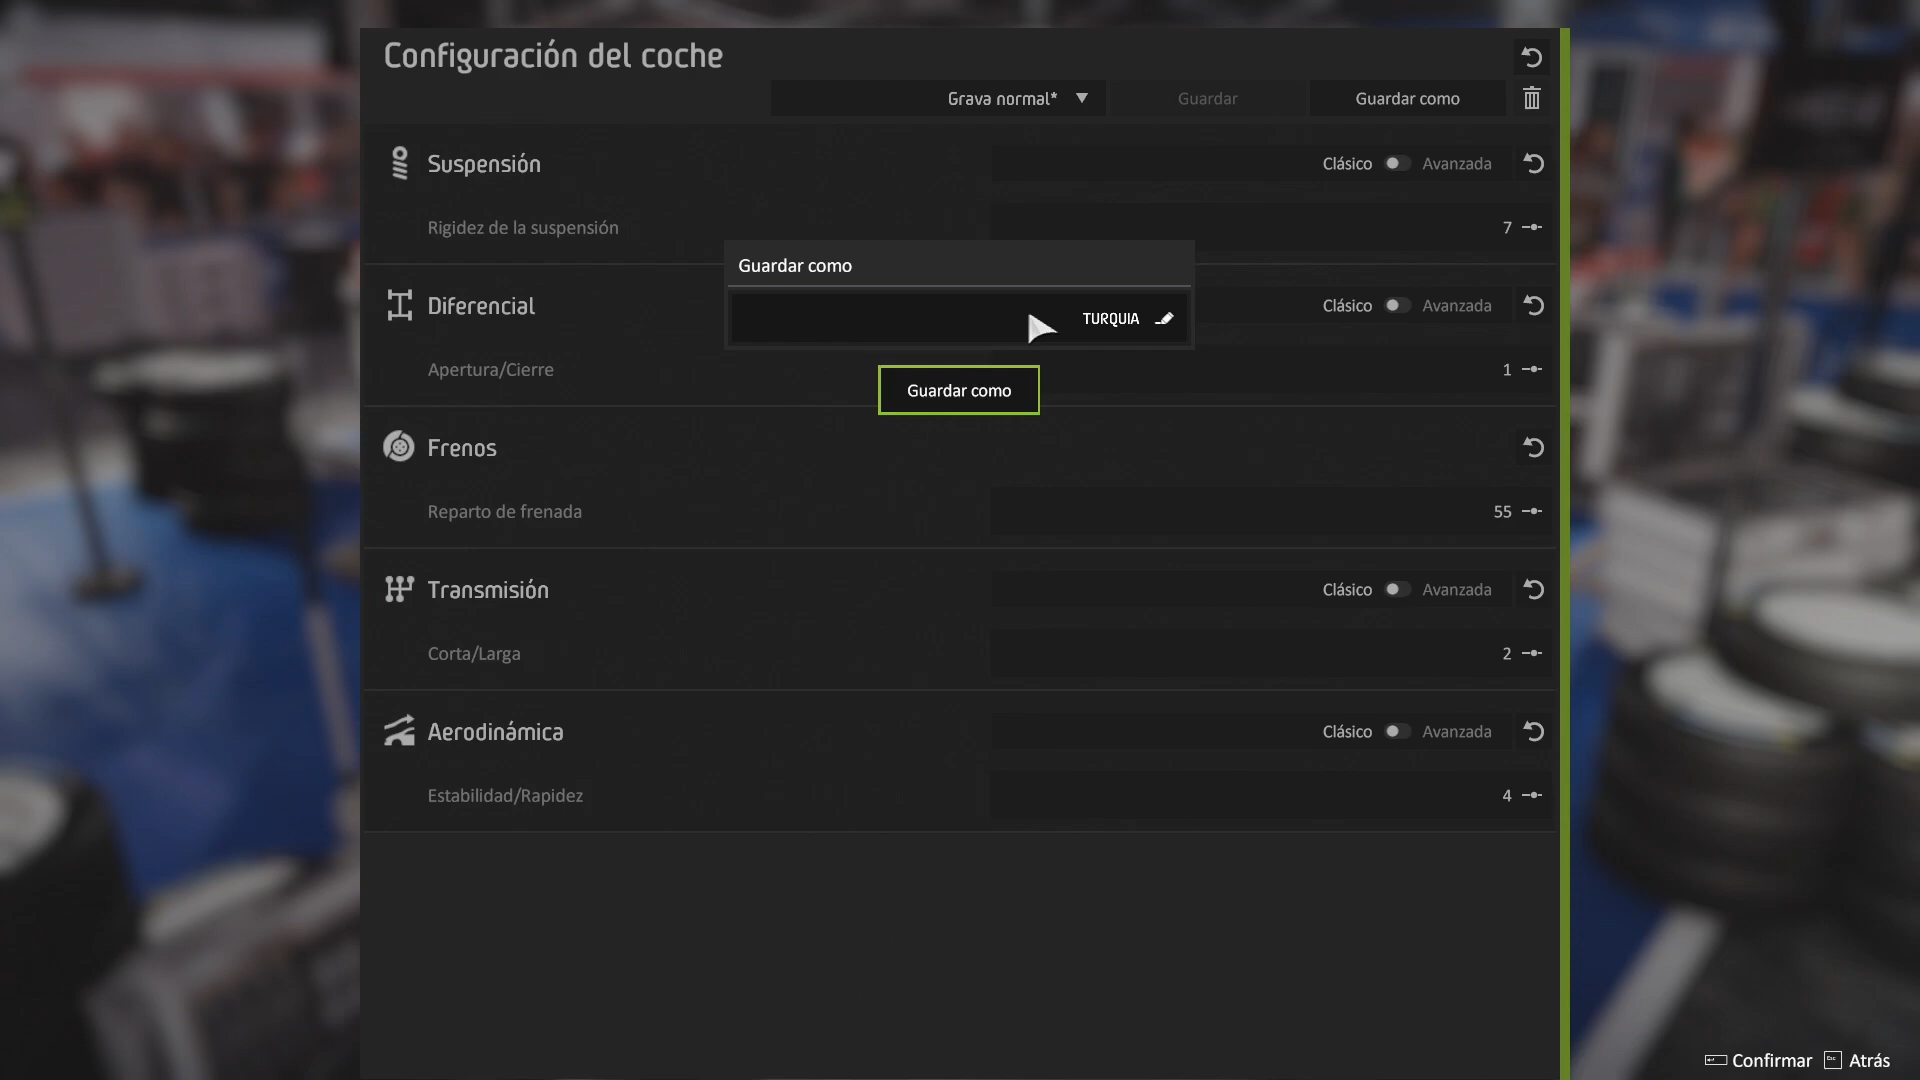 Configuración del coche
Grava normal* ▼ Guardar Guardar como
Suspensión Clásico Avanzada
Rigidez de la suspensión 7
Guardar como
TURQUIA
Guardar como
Diferencial Clásico Avanzada
Apertura/Cierre 1
Frenos
Reparto de frenada 55
Transmisión Clásico Avanzada
Corta/Larga 2
Aerodinámica Clásico Avanzada
Estabilidad/Rapidez 4
Confirmar Esc Atrás